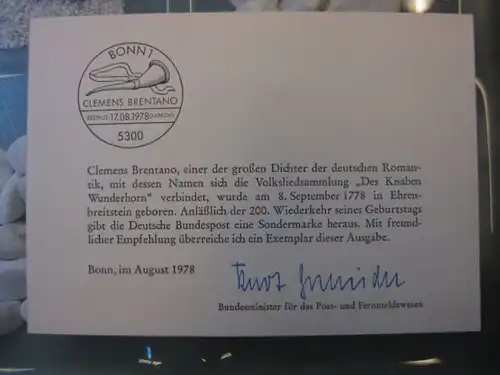 BONN 1
CLEMENS BRENTANO
ERSTAUSGABETAG
17.08.1978
5300
Clemens Brentano, einer der großen Dichter der deutschen Roman-
tik, mit dessen Namen sich die Volksliedsammlung „Des Knaben
Wunderhorn“ verbindet, wurde am 8. September 1778 in Ehren-
breitstein geboren. Anläßlich der 200. Wiederkehr seines Geburtstags
gibt die Deutsche Bundespost eine Sondermarke heraus. Mit freund-
licher Empfehlung überreiche ich ein Exemplar dieser Ausgabe.
Bonn, im August 1978
Bundesminister für das Post- und Fernmeldewesen